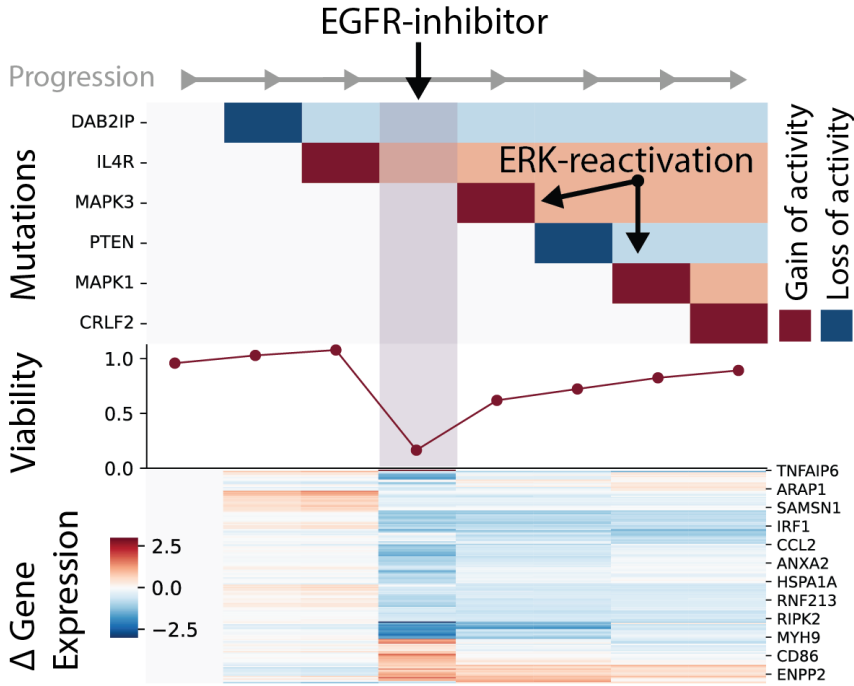 EGFR-inhibitor
Progression
Mutations
DAB2IP
IL4R
MAPK3
PTEN
MAPK1
CRLF2
ERK-reactivation
Gain of activity
Loss of activity
Viability
1.0
0.5
0.0
Δ Gene
Expression
2.5
0.0
−2.5
TNFAIP6
ARAP1
SAMSN1
IRF1
CCL2
ANXA2
HSPA1A
RNF213
RIPK2
MYH9
CD86
ENPP2